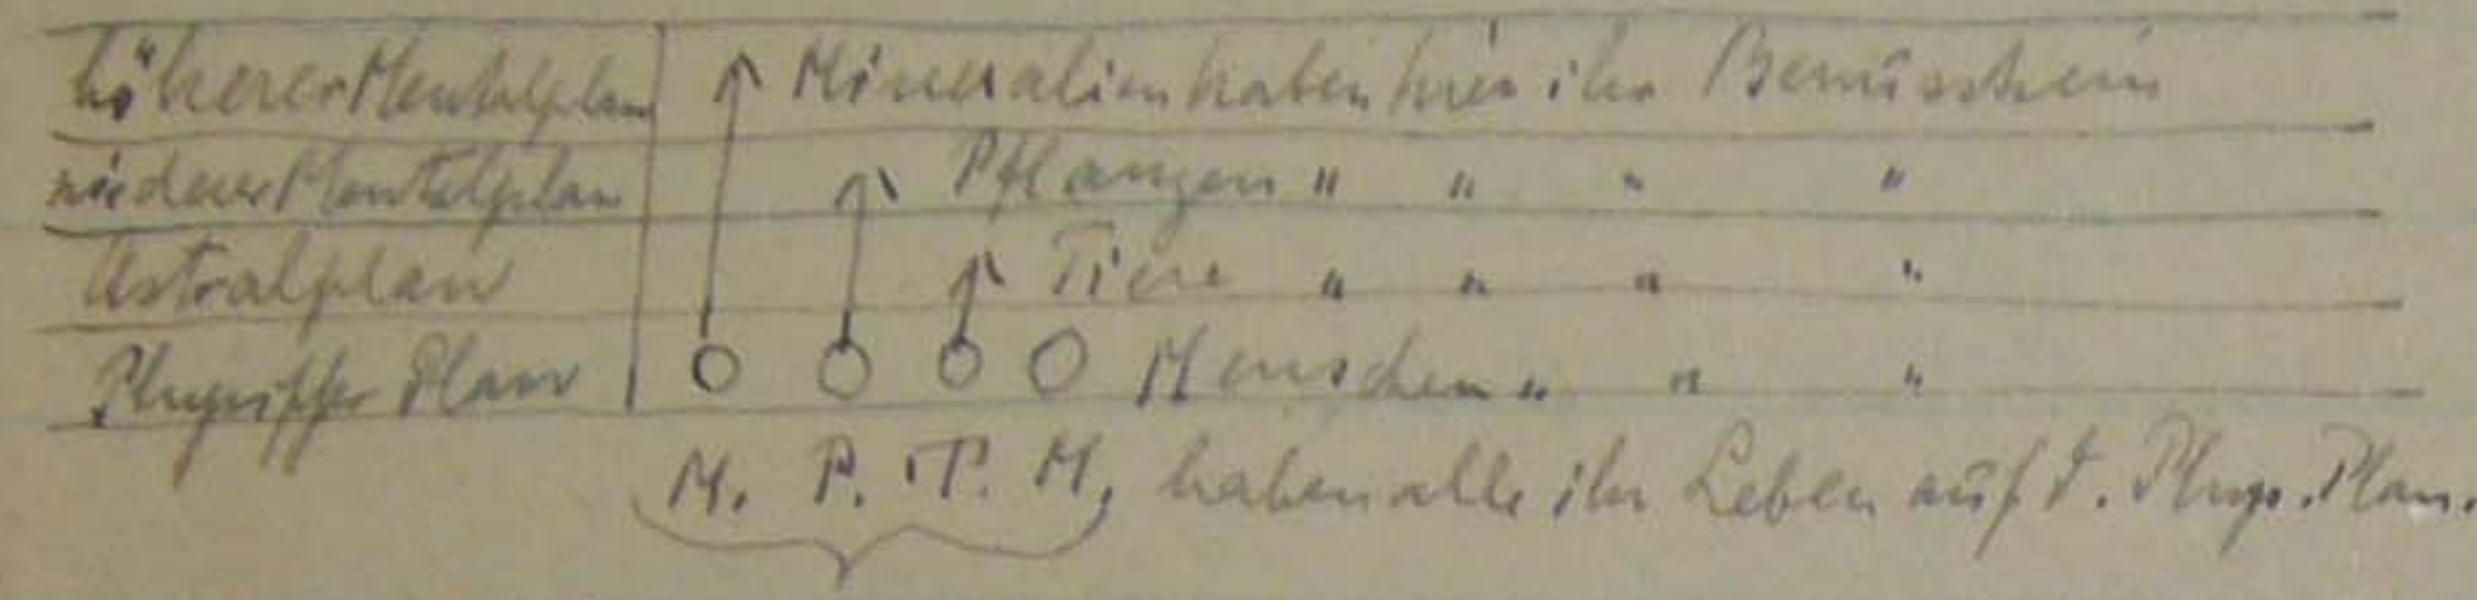 höherer Mentalplan Mineralien haben hier ihr Bewusstsein
niederer Mentalplan Pflanzen " " " "
Astralplan Tiere " " " "
Physischer Plan Menschen " " "
M. P. T. M. haben alle ihr Leben auf d. Phys. Plan.